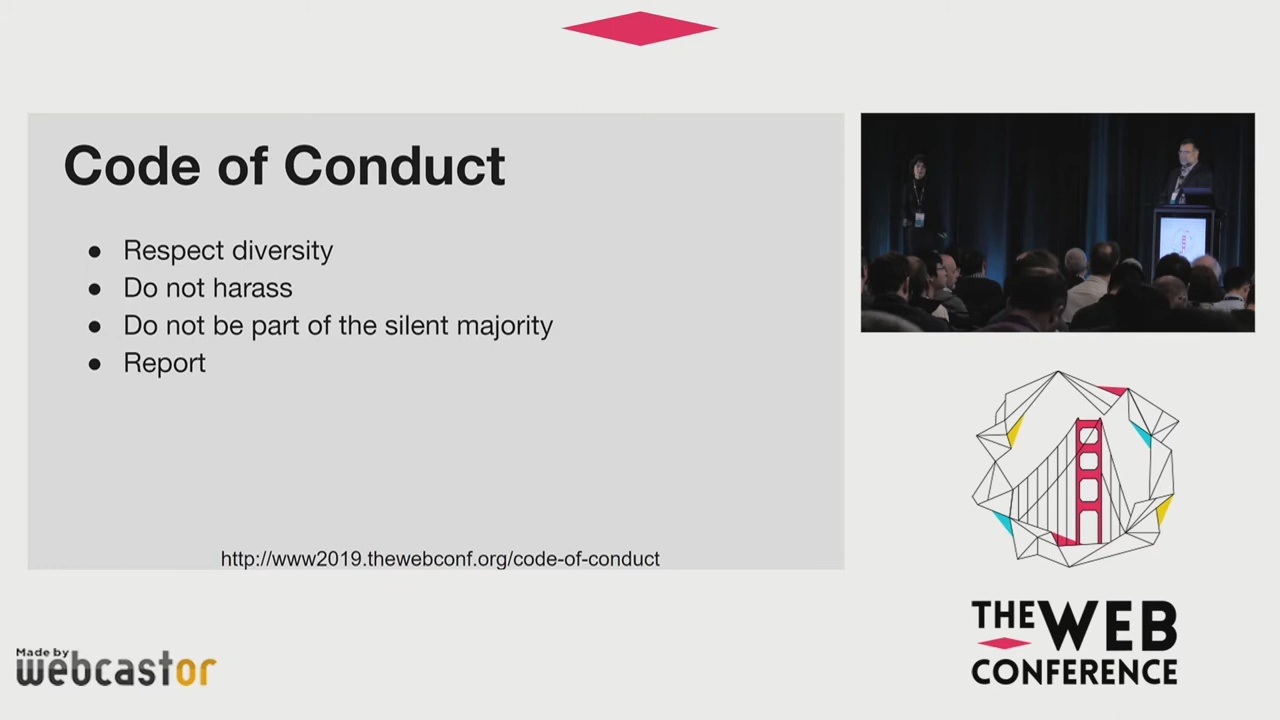 Code of Conduct
● Respect diversity
● Do not harass
● Do not be part of the silent majority
● Report
http://www2019.thewebconf.org/code-of-conduct
Made by
webcastor
THE WEB
CONFERENCE